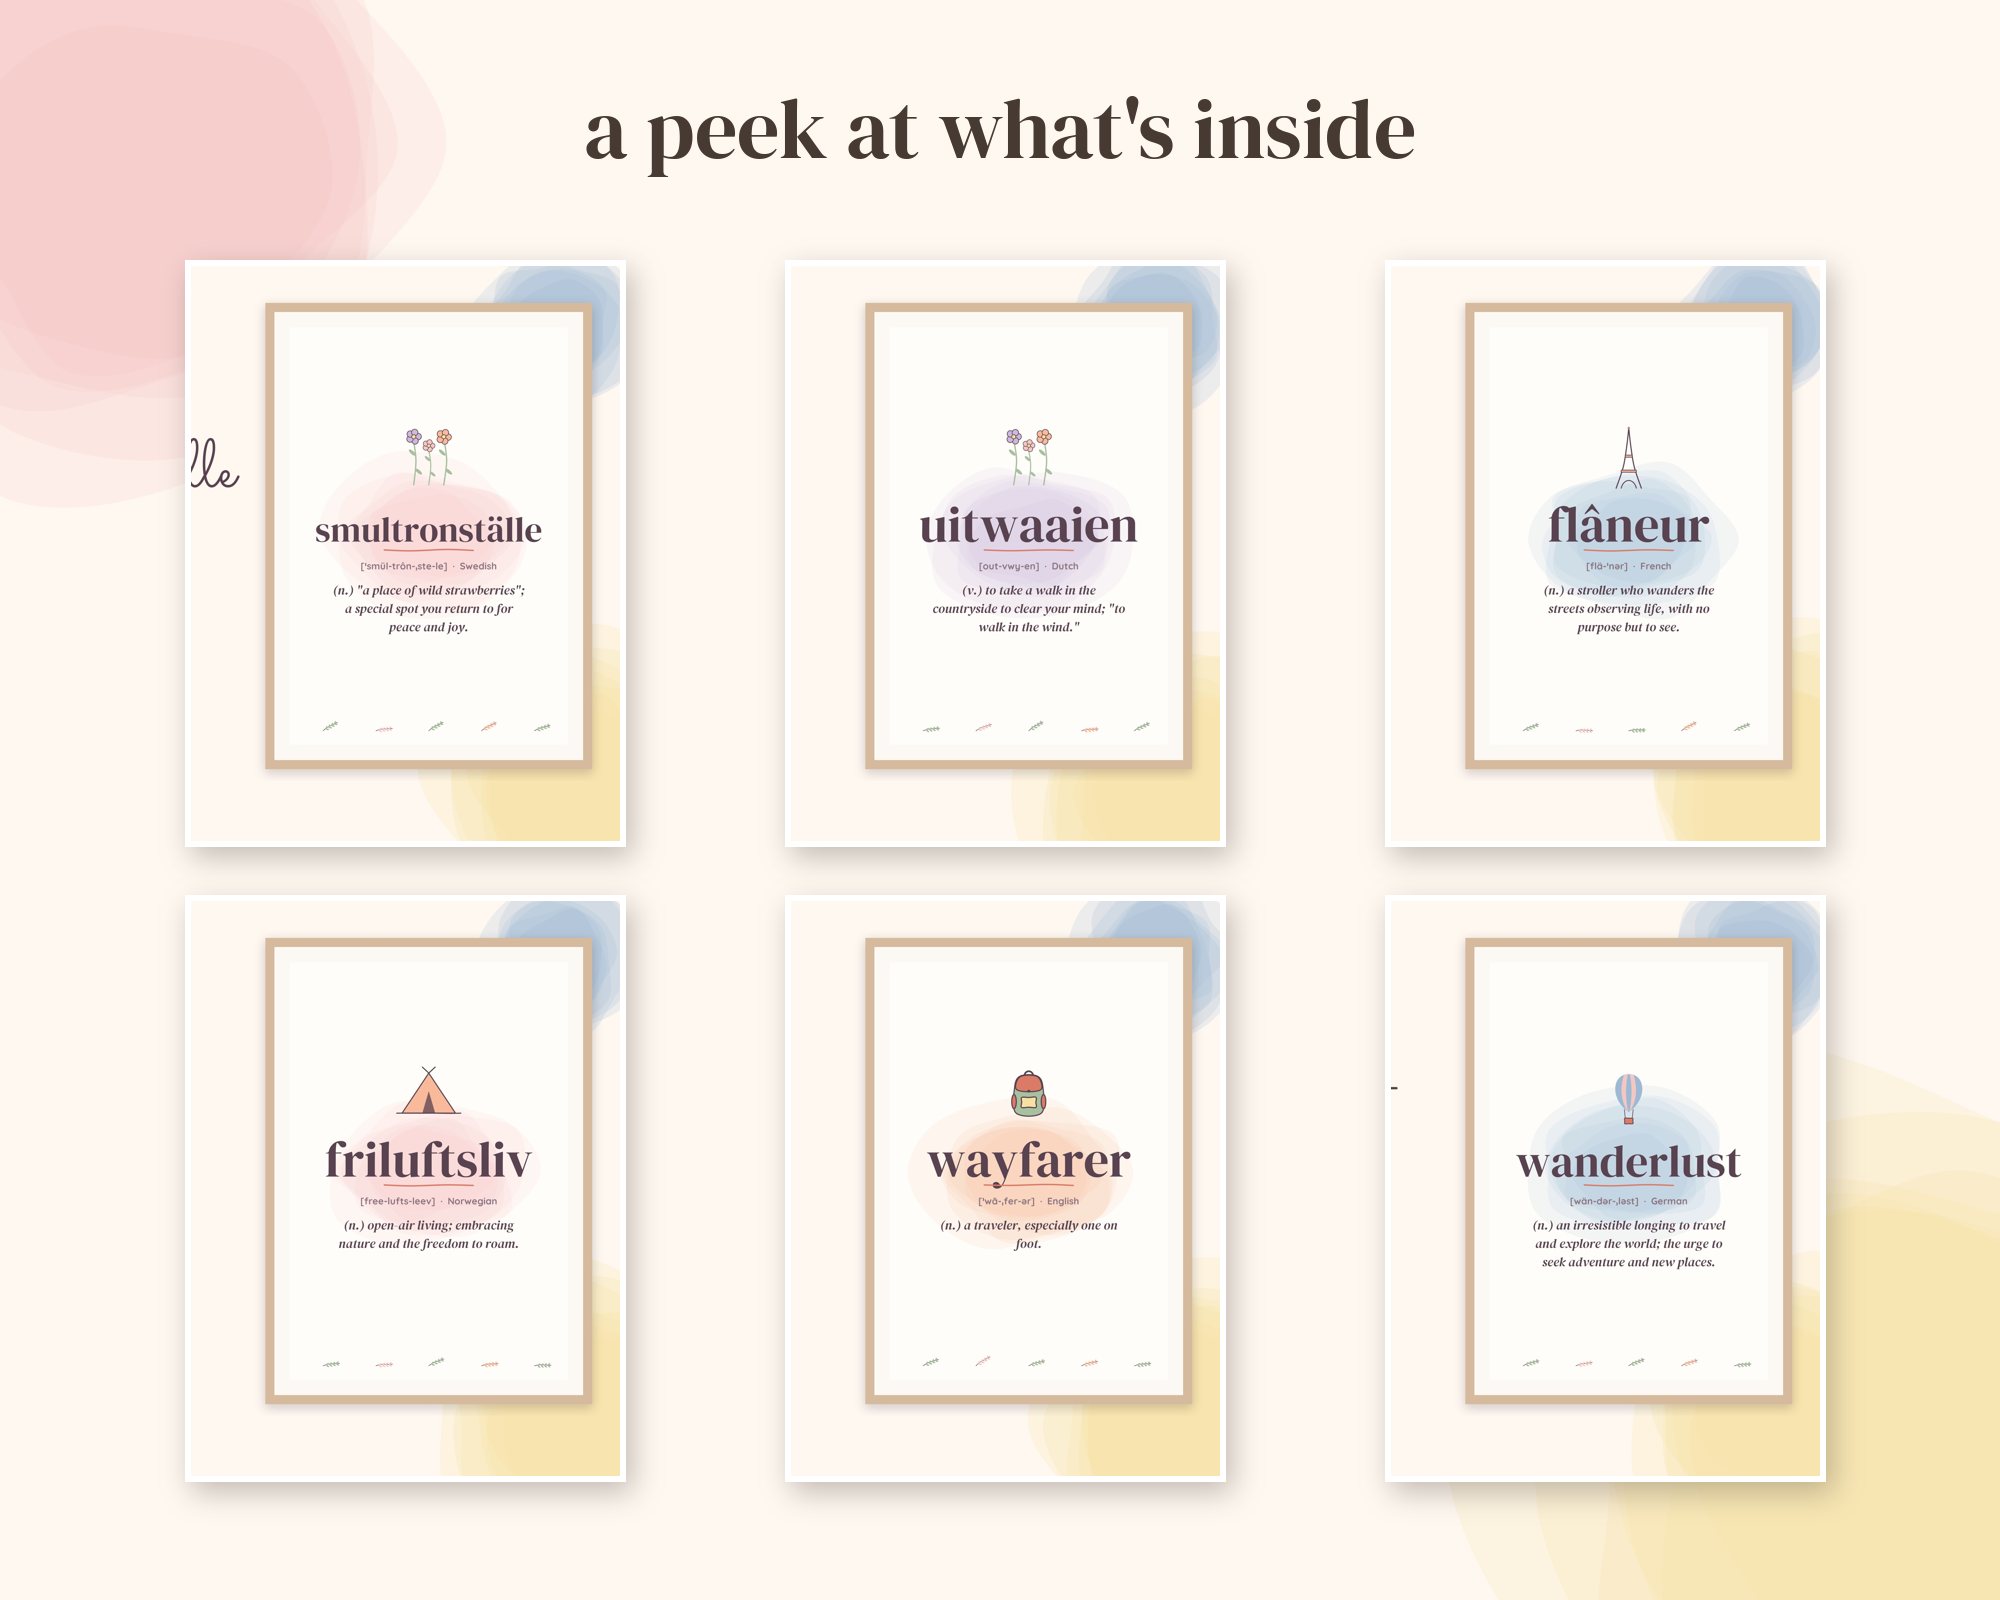 a peek at what's inside
lle
smultronställe
['smül-trôn-,ste-le] · Swedish
(n.) "a place of wild strawberries";
a special spot you return to for
peace and joy.
uitwaaien
[out-vwy-en] · Dutch
(v.) to take a walk in the
countryside to clear your mind; "to
walk in the wind."
flâneur
[flä-'nər] · French
(n.) a stroller who wanders the
streets observing life, with no
purpose but to see.
friluftsliv
[free-lufts-leev] · Norwegian
(n.) open-air living; embracing
nature and the freedom to roam.
wayfarer
['wā-,fer-ər] · English
(n.) a traveler, especially one on
foot.
wanderlust
[wän-dər-,ləst] · German
(n.) an irresistible longing to travel
and explore the world; the urge to
seek adventure and new places.